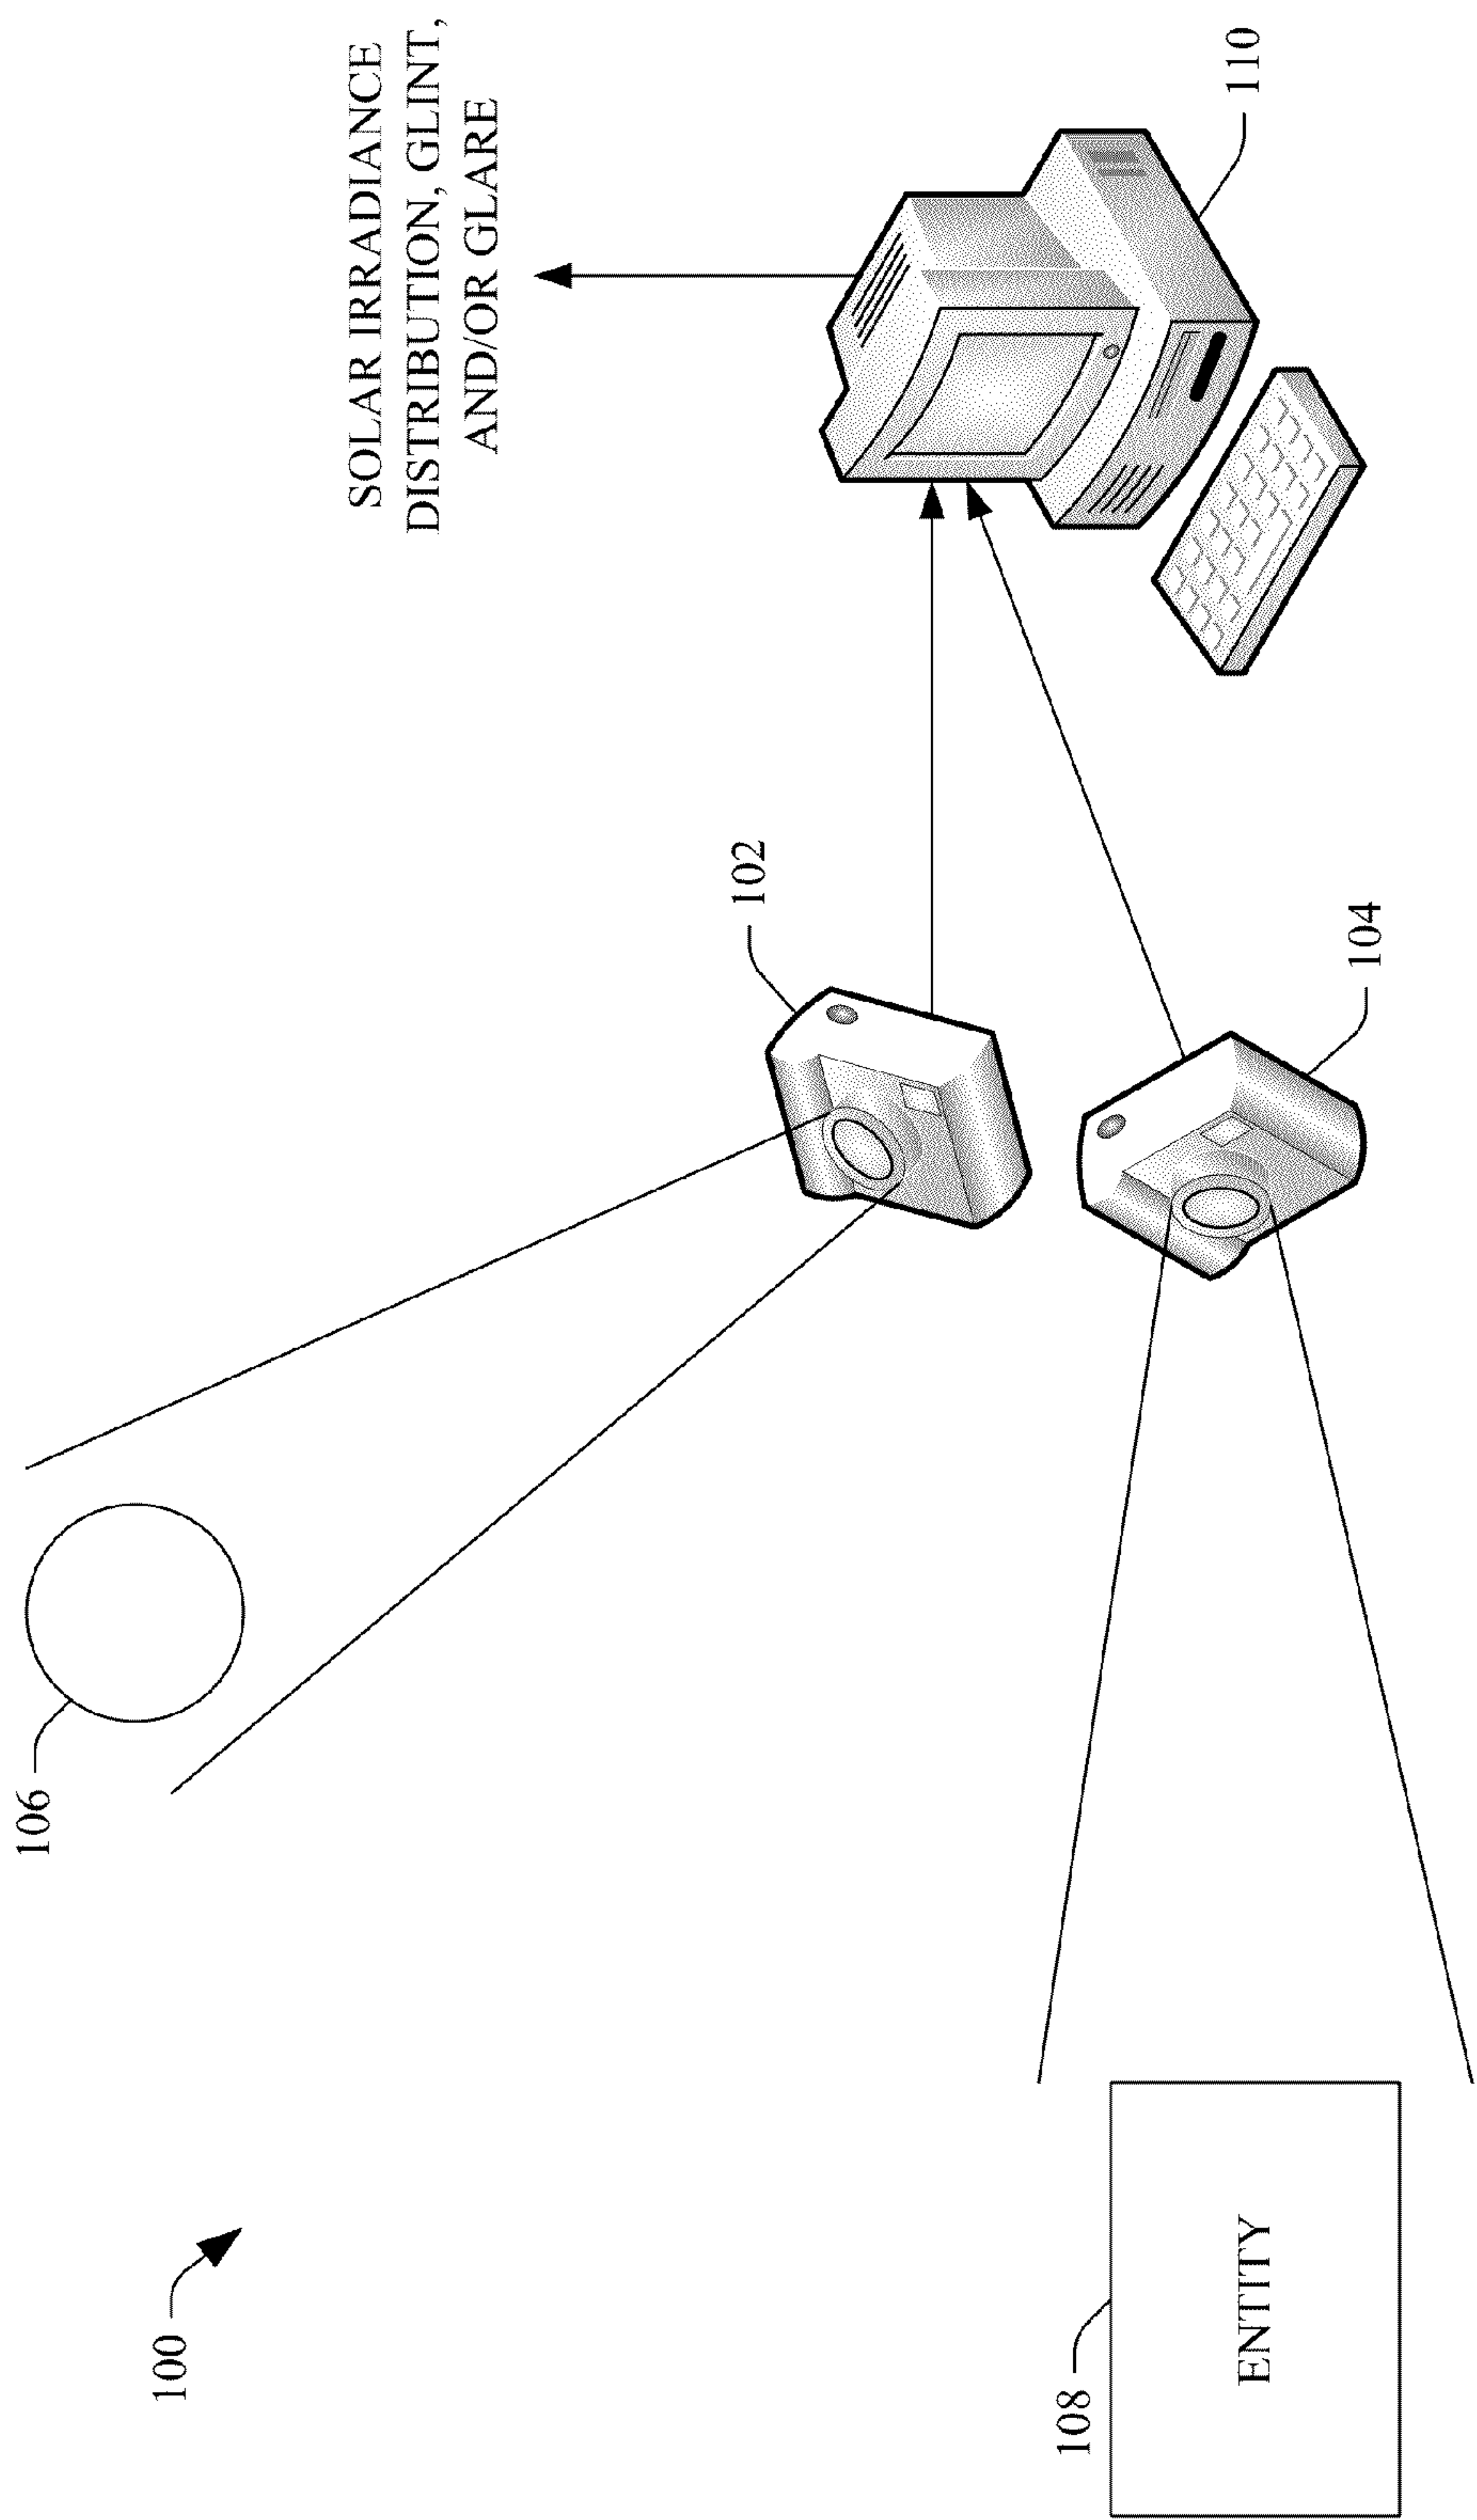 100
106
102
SOLAR IRRADIANCE
DISTRIBUTION, GLINT,
AND/OR GLARE
110
104
108
ENTITY